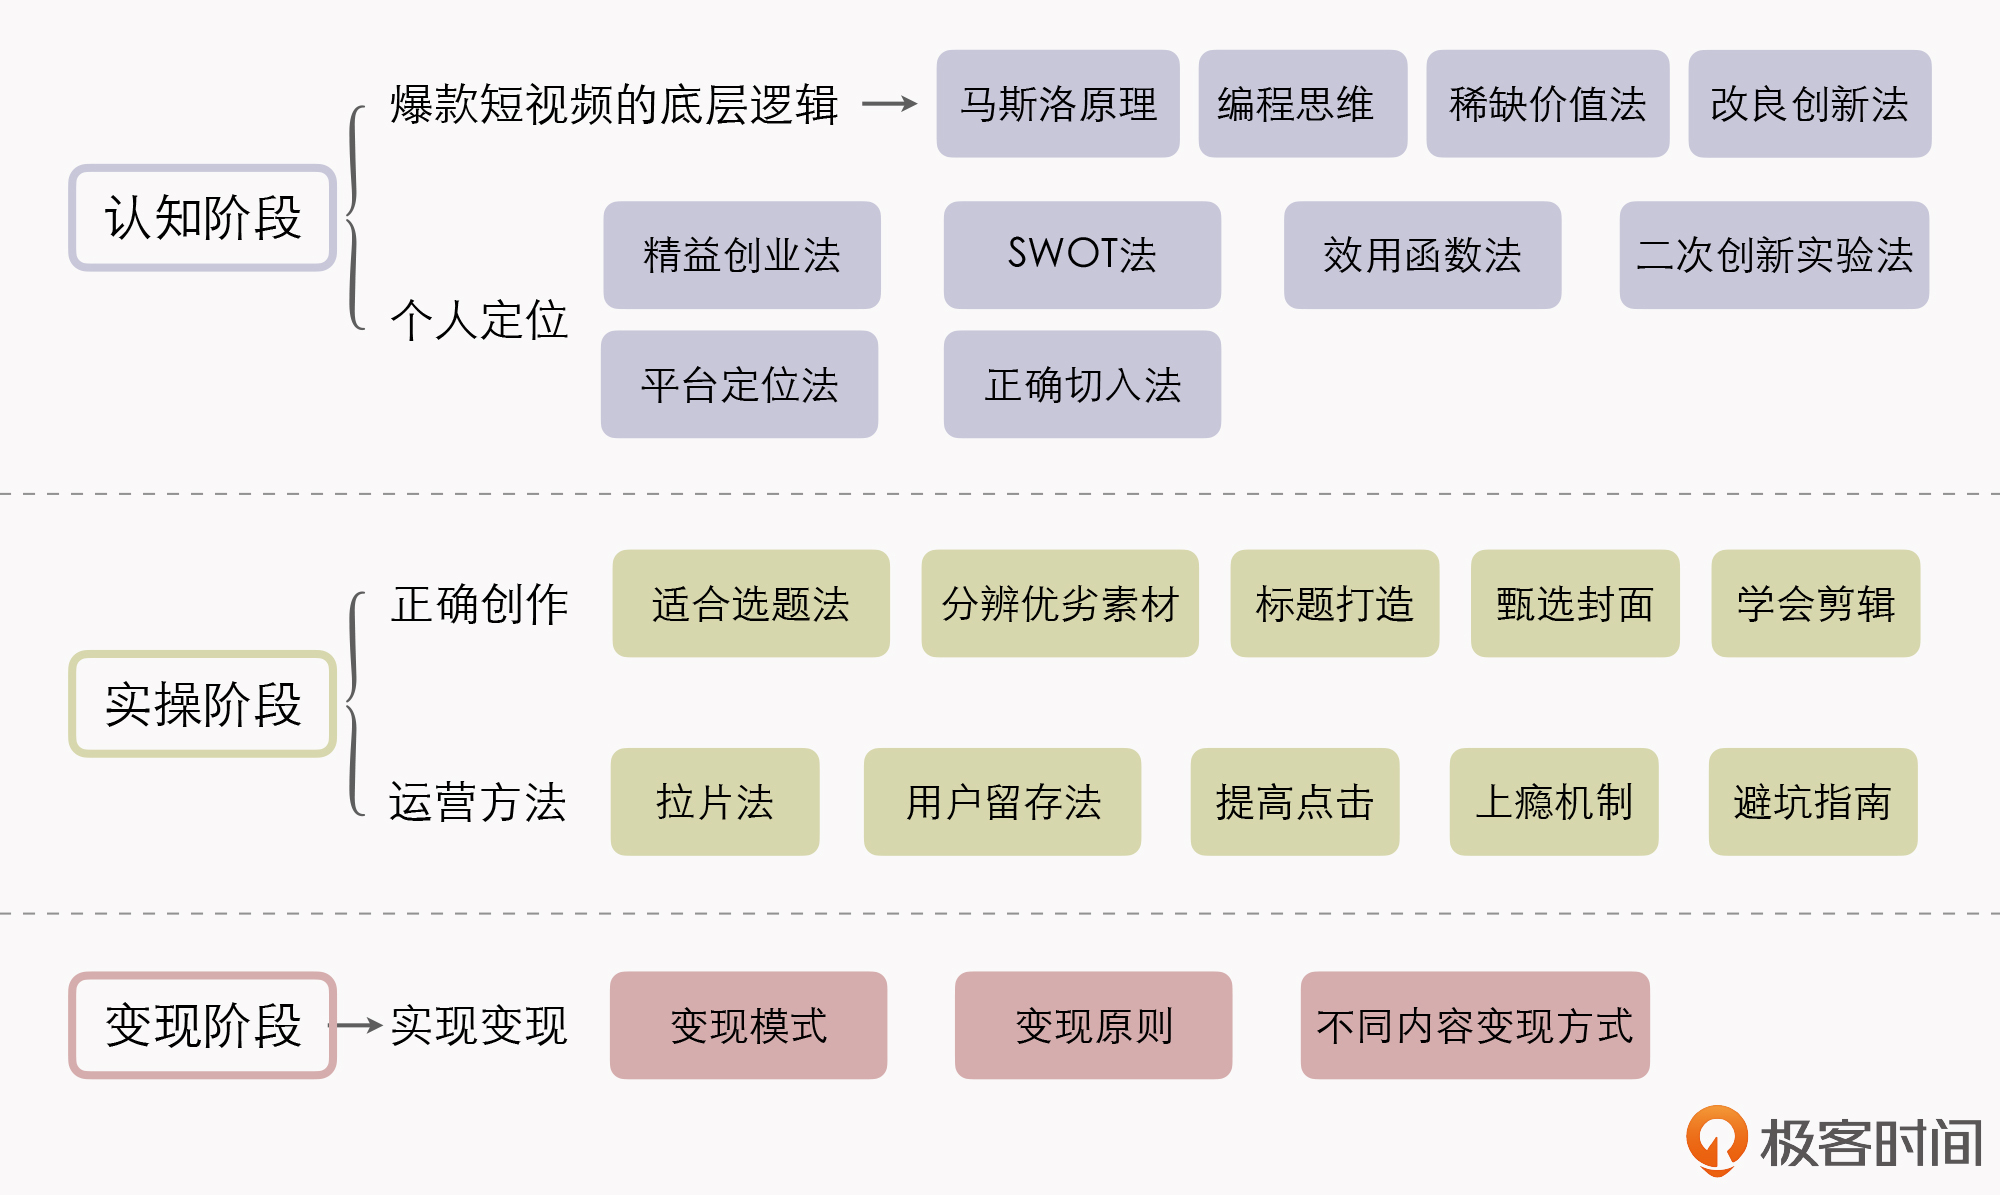 爆款短视频的底层逻辑 马斯洛原理 编程思维 稀缺价值法 改良创新法
认知阶段
精益创业法 SWOT法 效用函数法 二次创新实验法
个人定位
平台定位法 正确切入法
正确创作 适合选题法 分辨优劣素材 标题打造 甄选封面 学会剪辑
实操阶段
运营方法 拉片法 用户留存法 提高点击 上瘾机制 避坑指南
变现阶段 实现变现 变现模式 变现原则 不同内容变现方式
极客时间